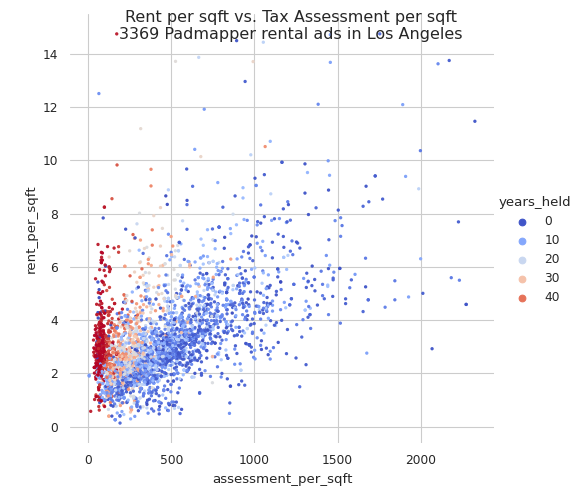 Rent per sqft vs. Tax Assessment per sqft
3369 Padmapper rental ads in Los Angeles
14
12
10
8
6
4
2
0
rent_per_sqft
0 500 1000 1500 2000
assessment_per_sqft
years_held
0
10
20
30
40